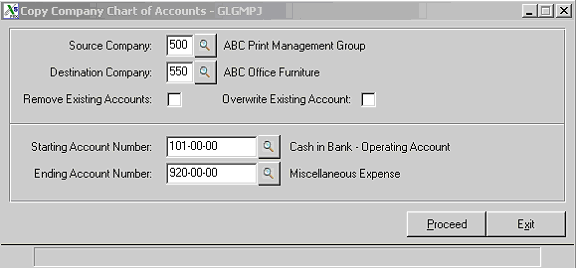 Copy Company Chart of Accounts - GLGMPJ
Source Company: 500 ABC Print Management Group
Destination Company: 550 ABC Office Furniture
Remove Existing Accounts: Overwrite Existing Account:
Starting Account Number: 101-00-00 Cash in Bank - Operating Account
Ending Account Number: 920-00-00 Miscellaneous Expense
Proceed Exit